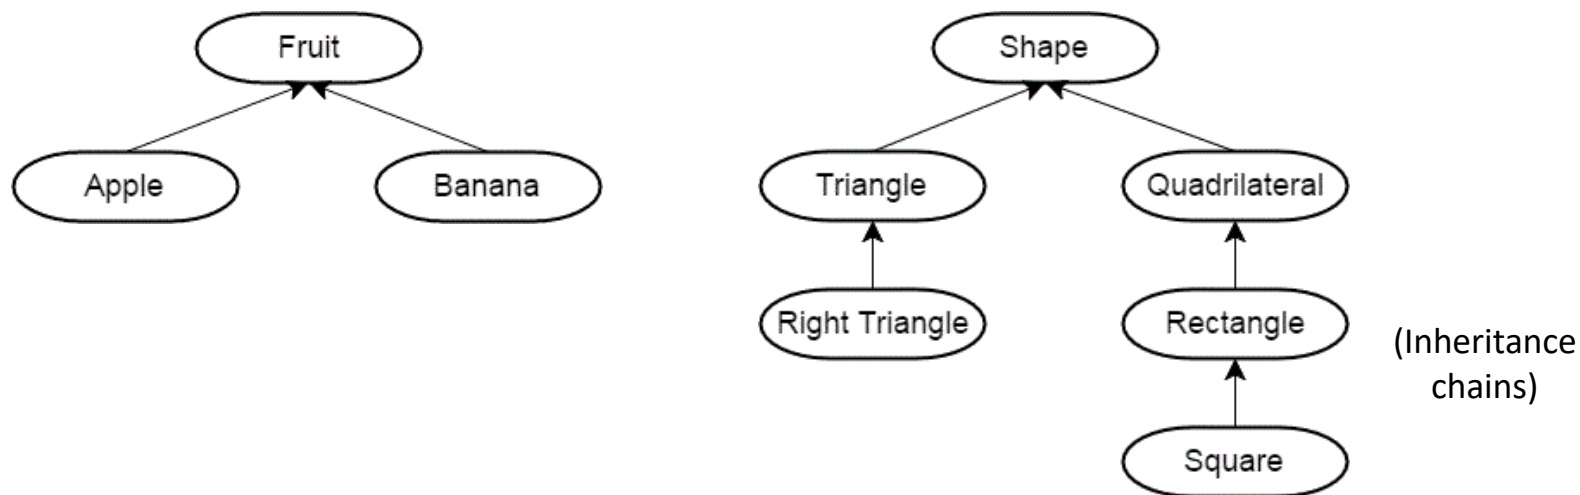 Fruit
Shape
Apple
Banana
Triangle
Quadrilateral
Right Triangle
Rectangle
(Inheritance
chains)
Square